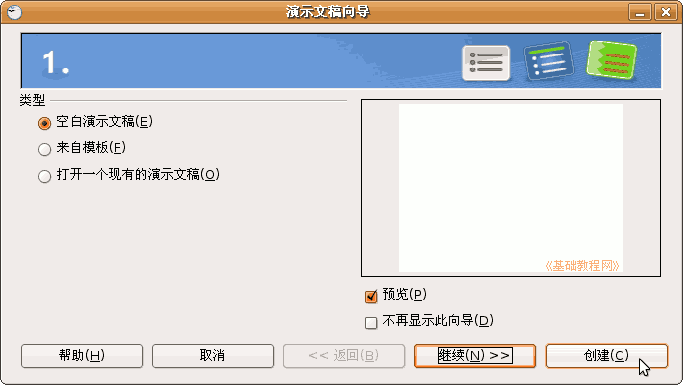 演示文稿向导
1.
类型
空白演示文稿(E)
来自模板(F)
打开一个现有的演示文稿(O)
《基础教程网》
预览(P)
不再显示此向导(D)
帮助(H)
取消
<< 返回(B)
继续(N) >>
创建(C)